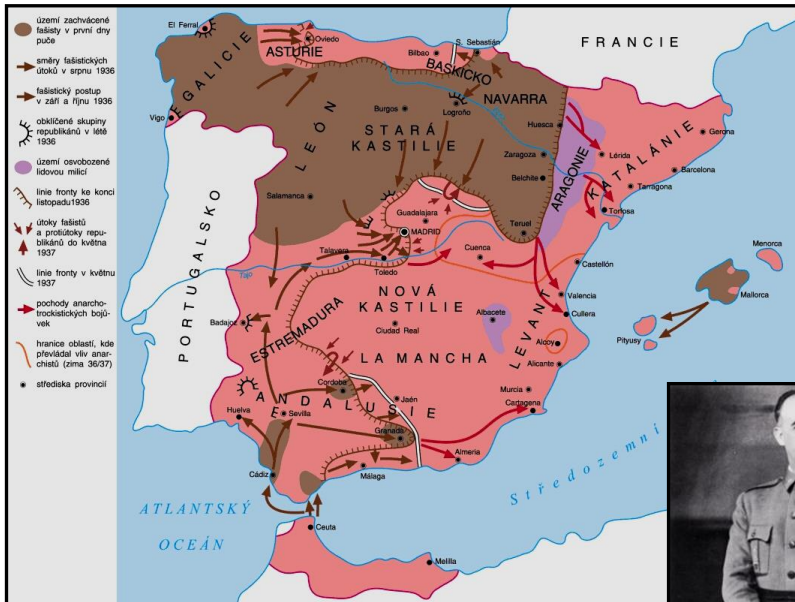 území zachvácené
fašisty v první dny
puče
směry fašistických
útoků v srpnu 1936
fašistický postup
v září a říjnu 1936
obklíčené skupiny
republikánů v létě
1936
území osvobozené
lidovou milicí
linie fronty ke konci
listopadu1936
útoky fašistů
a protiútoky repu-
blikánů do května
1937
linie fronty v květnu
1937
pochody anarcho-
trockistických bojů-
vek
hranice oblastí, kde
převládal vliv anar-
chistů (zima 36/37)
střediska provincií
El Ferral
Oviedo
ASTURIE
GALICIE
Vigo
Bilbao
S. Sebastián
BASKICKO
FRANCIE
NAVARRA
Burgos
Logroño
LEÓN
STARÁ
KASTILIE
Huesca
Zaragoza
Belchite
ARAGONIE
Lérida
KATALÁNIE
Gerona
Barcelona
Tarragona
Tortosa
Salamanca
Guadalajara
MADRID
Teruel
Talavera
Toledo
Cuenca
Castellón
Tajo
PORTUGALSKO
NOVÁ
KASTILIE
Valencia
Cullera
LEVANT
Menorca
Mallorca
Pityusy
Badajoz
ESTREMADURA
Ciudad Real
Albacete
LA MANCHA
Alcoy
Alicante
Murcia
Cartagena
Cordoba
Jaén
ANDALUSIE
Huelva
Sevilla
Granada
Almeria
Málaga
Cádiz
Ceuta
Melilla
ATLANTSKÝ
OCEÁN
Středozemní